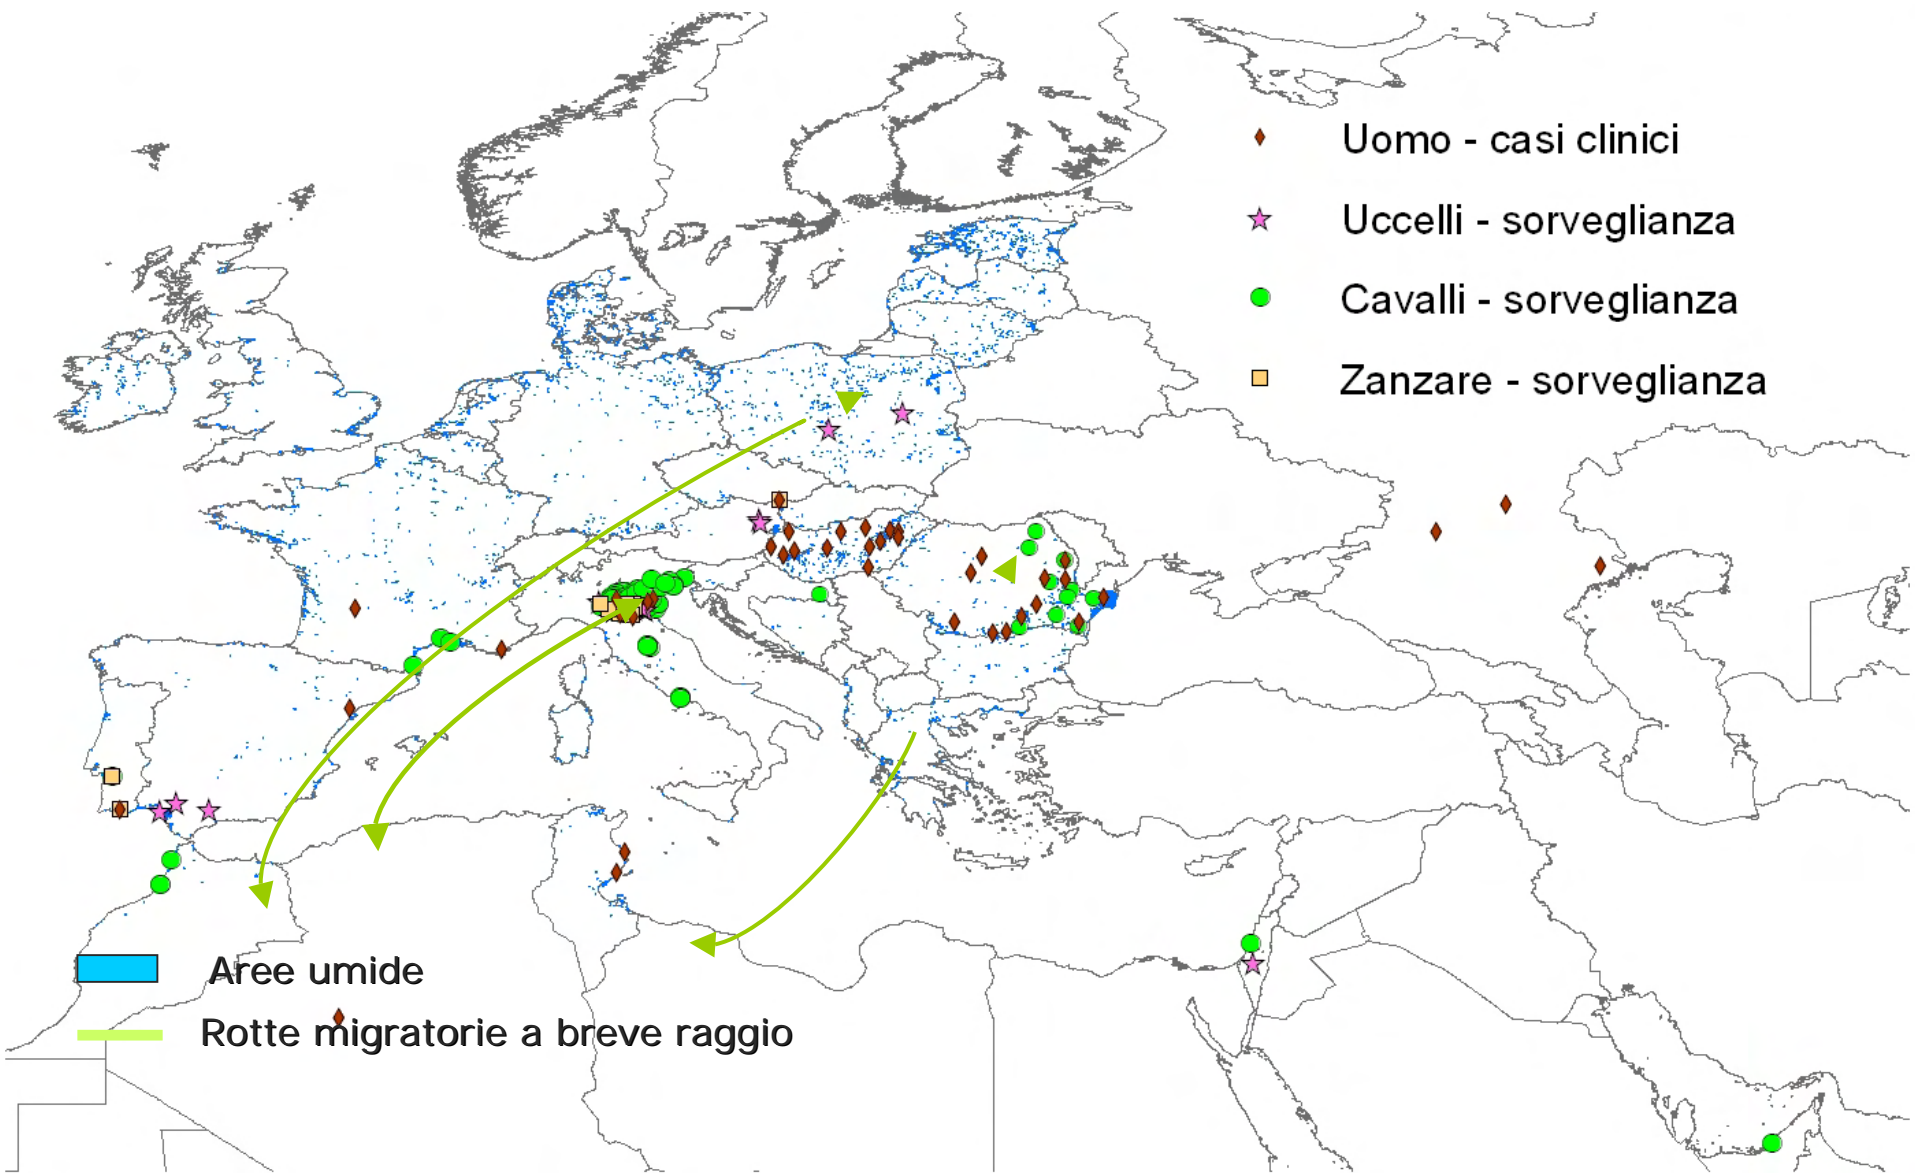 Uomo - casi clinici
Uccelli - sorveglianza
Cavalli - sorveglianza
Zanzare - sorveglianza
Aree umide
Rotte migratorie a breve raggio